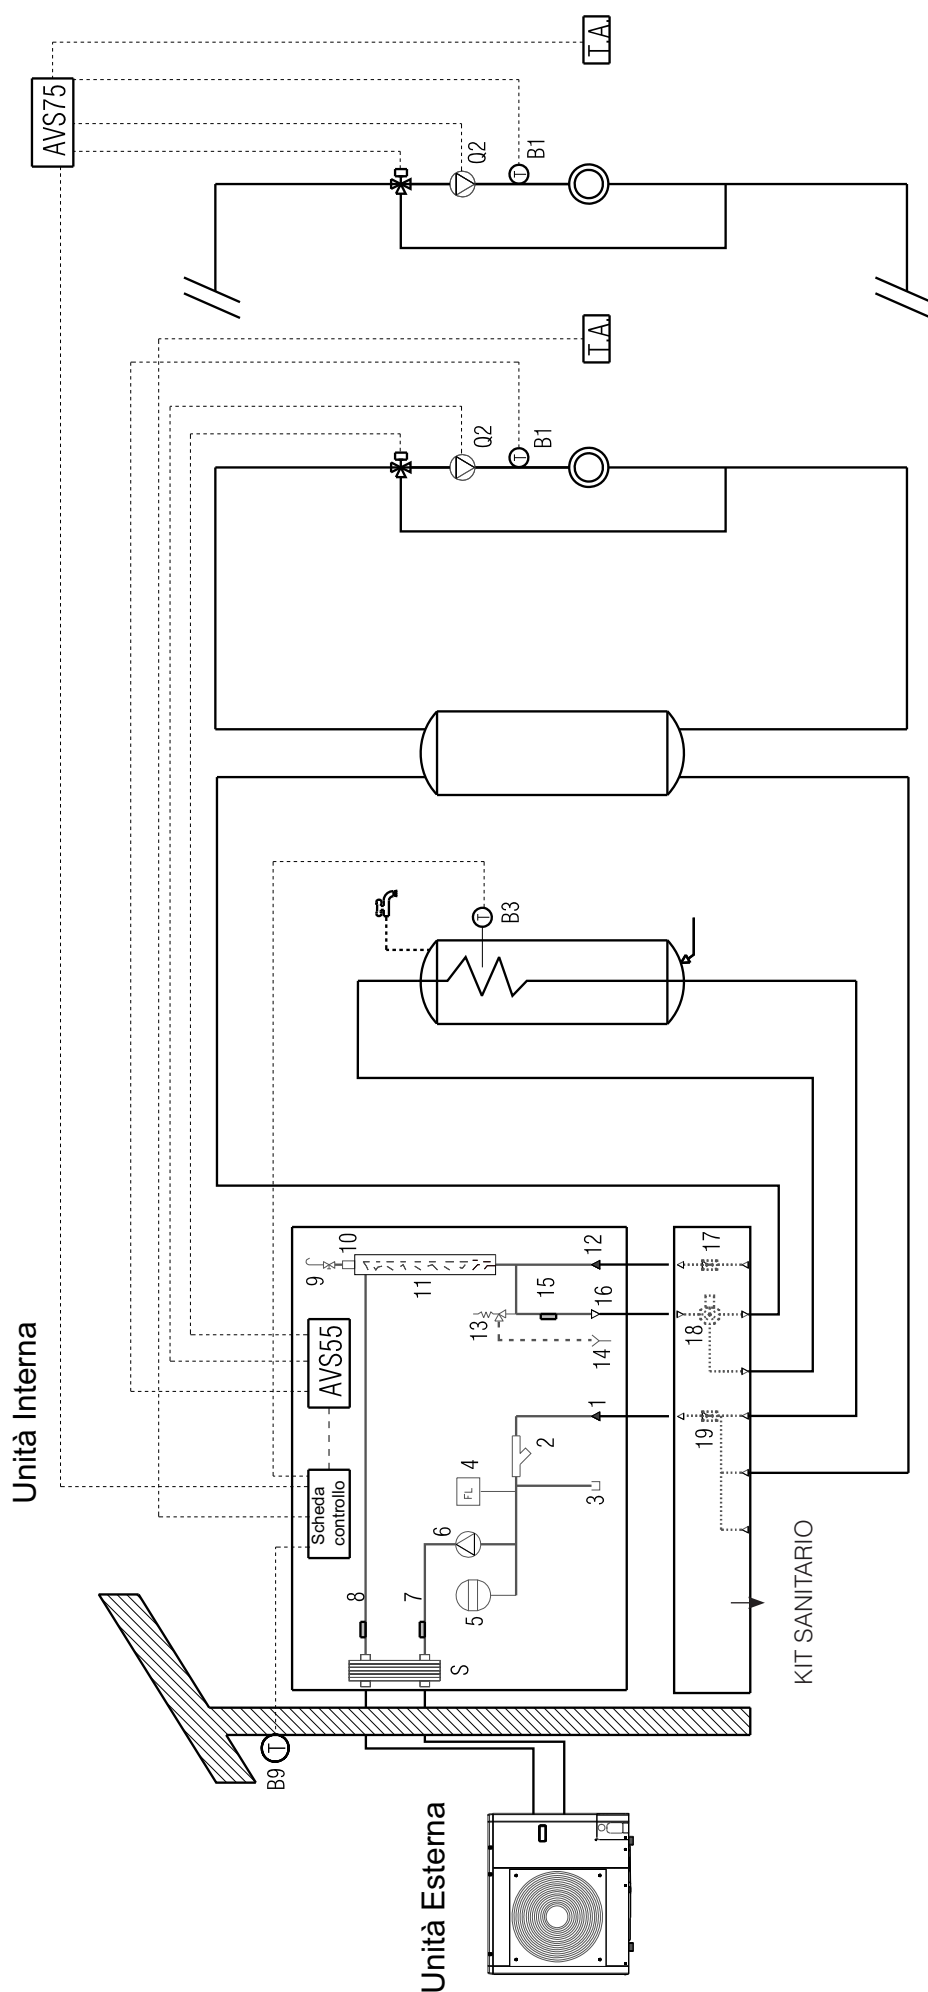 Unità Interna
Unità Esterna
AVS75
T.A.
Q2
B1
T
T.A.
Q2
B1
T
B3
T
AVS55
Scheda
controllo
B9
T
9
10
11
12
13
14
15
16
1
2
3
4
FL
5
6
7
8
S
17
18
19
KIT SANITARIO